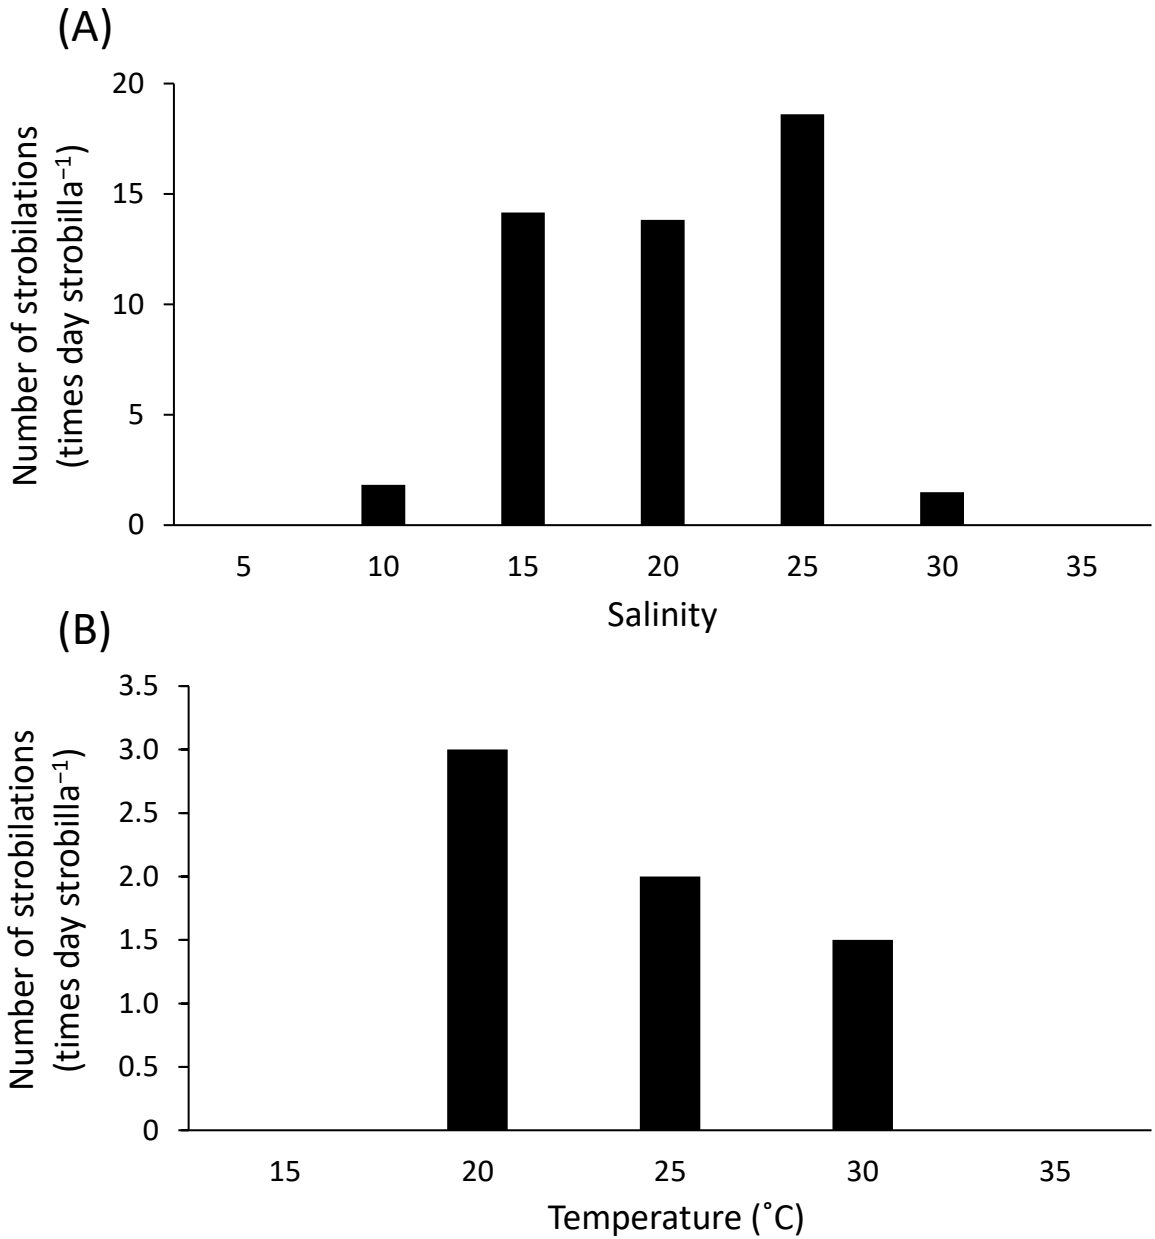 (A)
Number of strobilations
(times day strobilla⁻¹)
20
15
10
5
0
5 10 15 20 25 30 35
Salinity
(B)
Number of strobilations
(times day strobilla⁻¹)
3.5
3.0
2.5
2.0
1.5
1.0
0.5
0
15 20 25 30 35
Temperature (˚C)